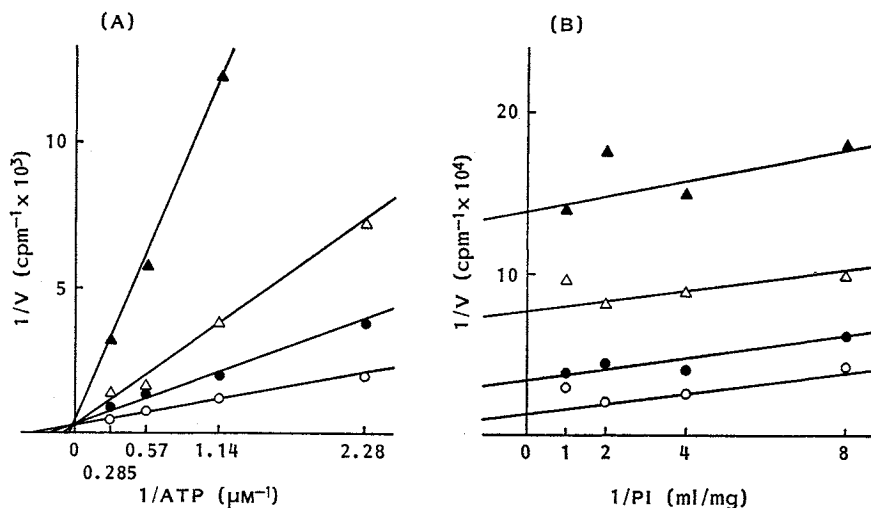 (A)
10
5
1/V (cpm⁻¹ x 10³)
0
0.285
0.57
1.14
2.28
1/ATP (μM⁻¹)
(B)
20
10
1/V (cpm⁻¹ x 10⁴)
0
1
2
4
8
1/PI (ml/mg)